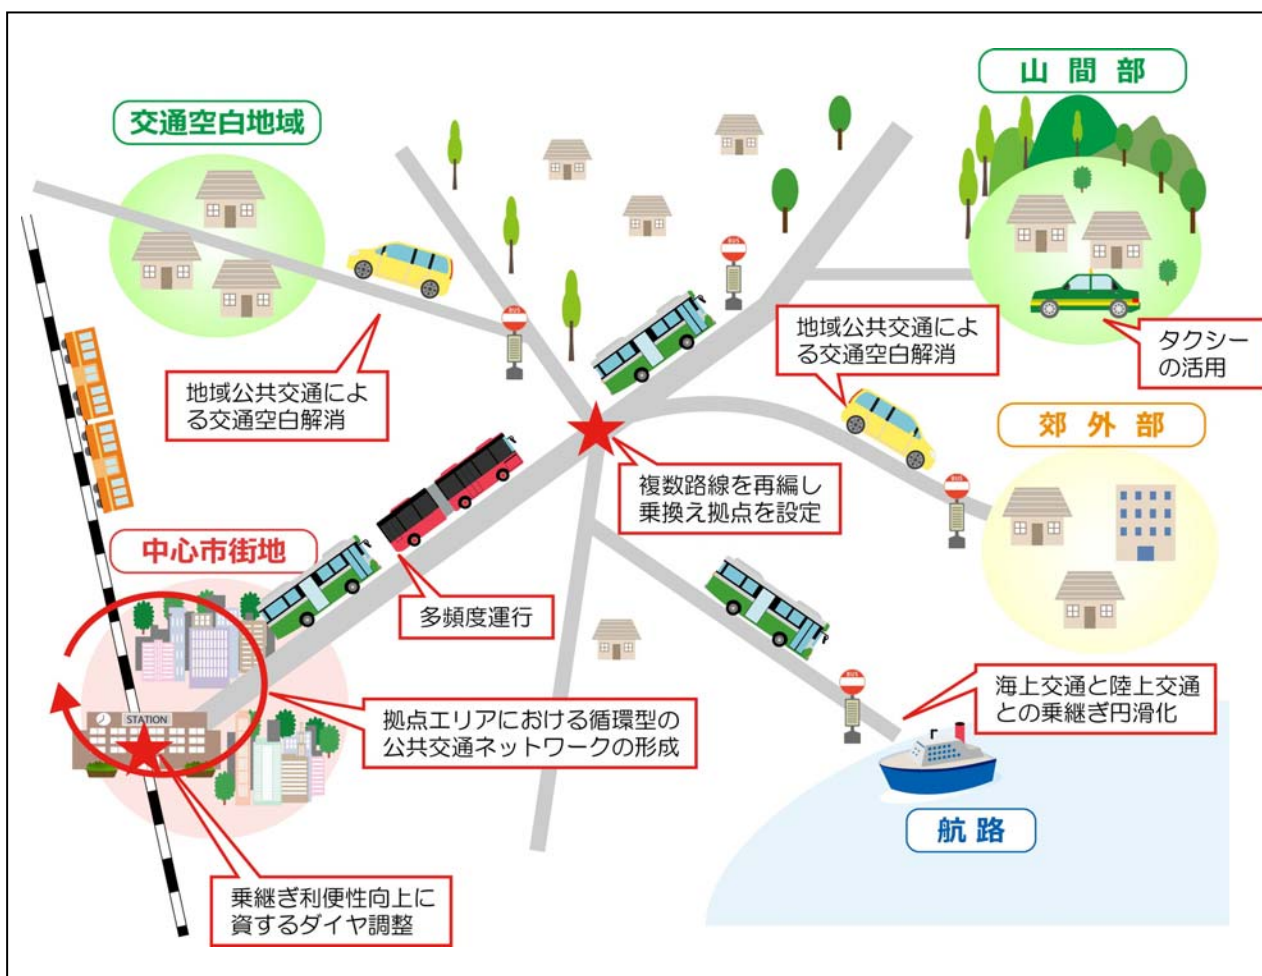 山間部
交通空白地域
BUS
地域公共交通によ
る交通空白解消
タクシー
の活用
BUS
地域公共交通によ
る交通空白解消
郊外部
複数路線を再編し
乗換え拠点を設定
BUS
中心市街地
多頻度運行
海上交通と陸上交通
との乗継ぎ円滑化
BUS
拠点エリアにおける循環型の
公共交通ネットワークの形成
STATION
航路
乗継ぎ利便性向上に
資するダイヤ調整